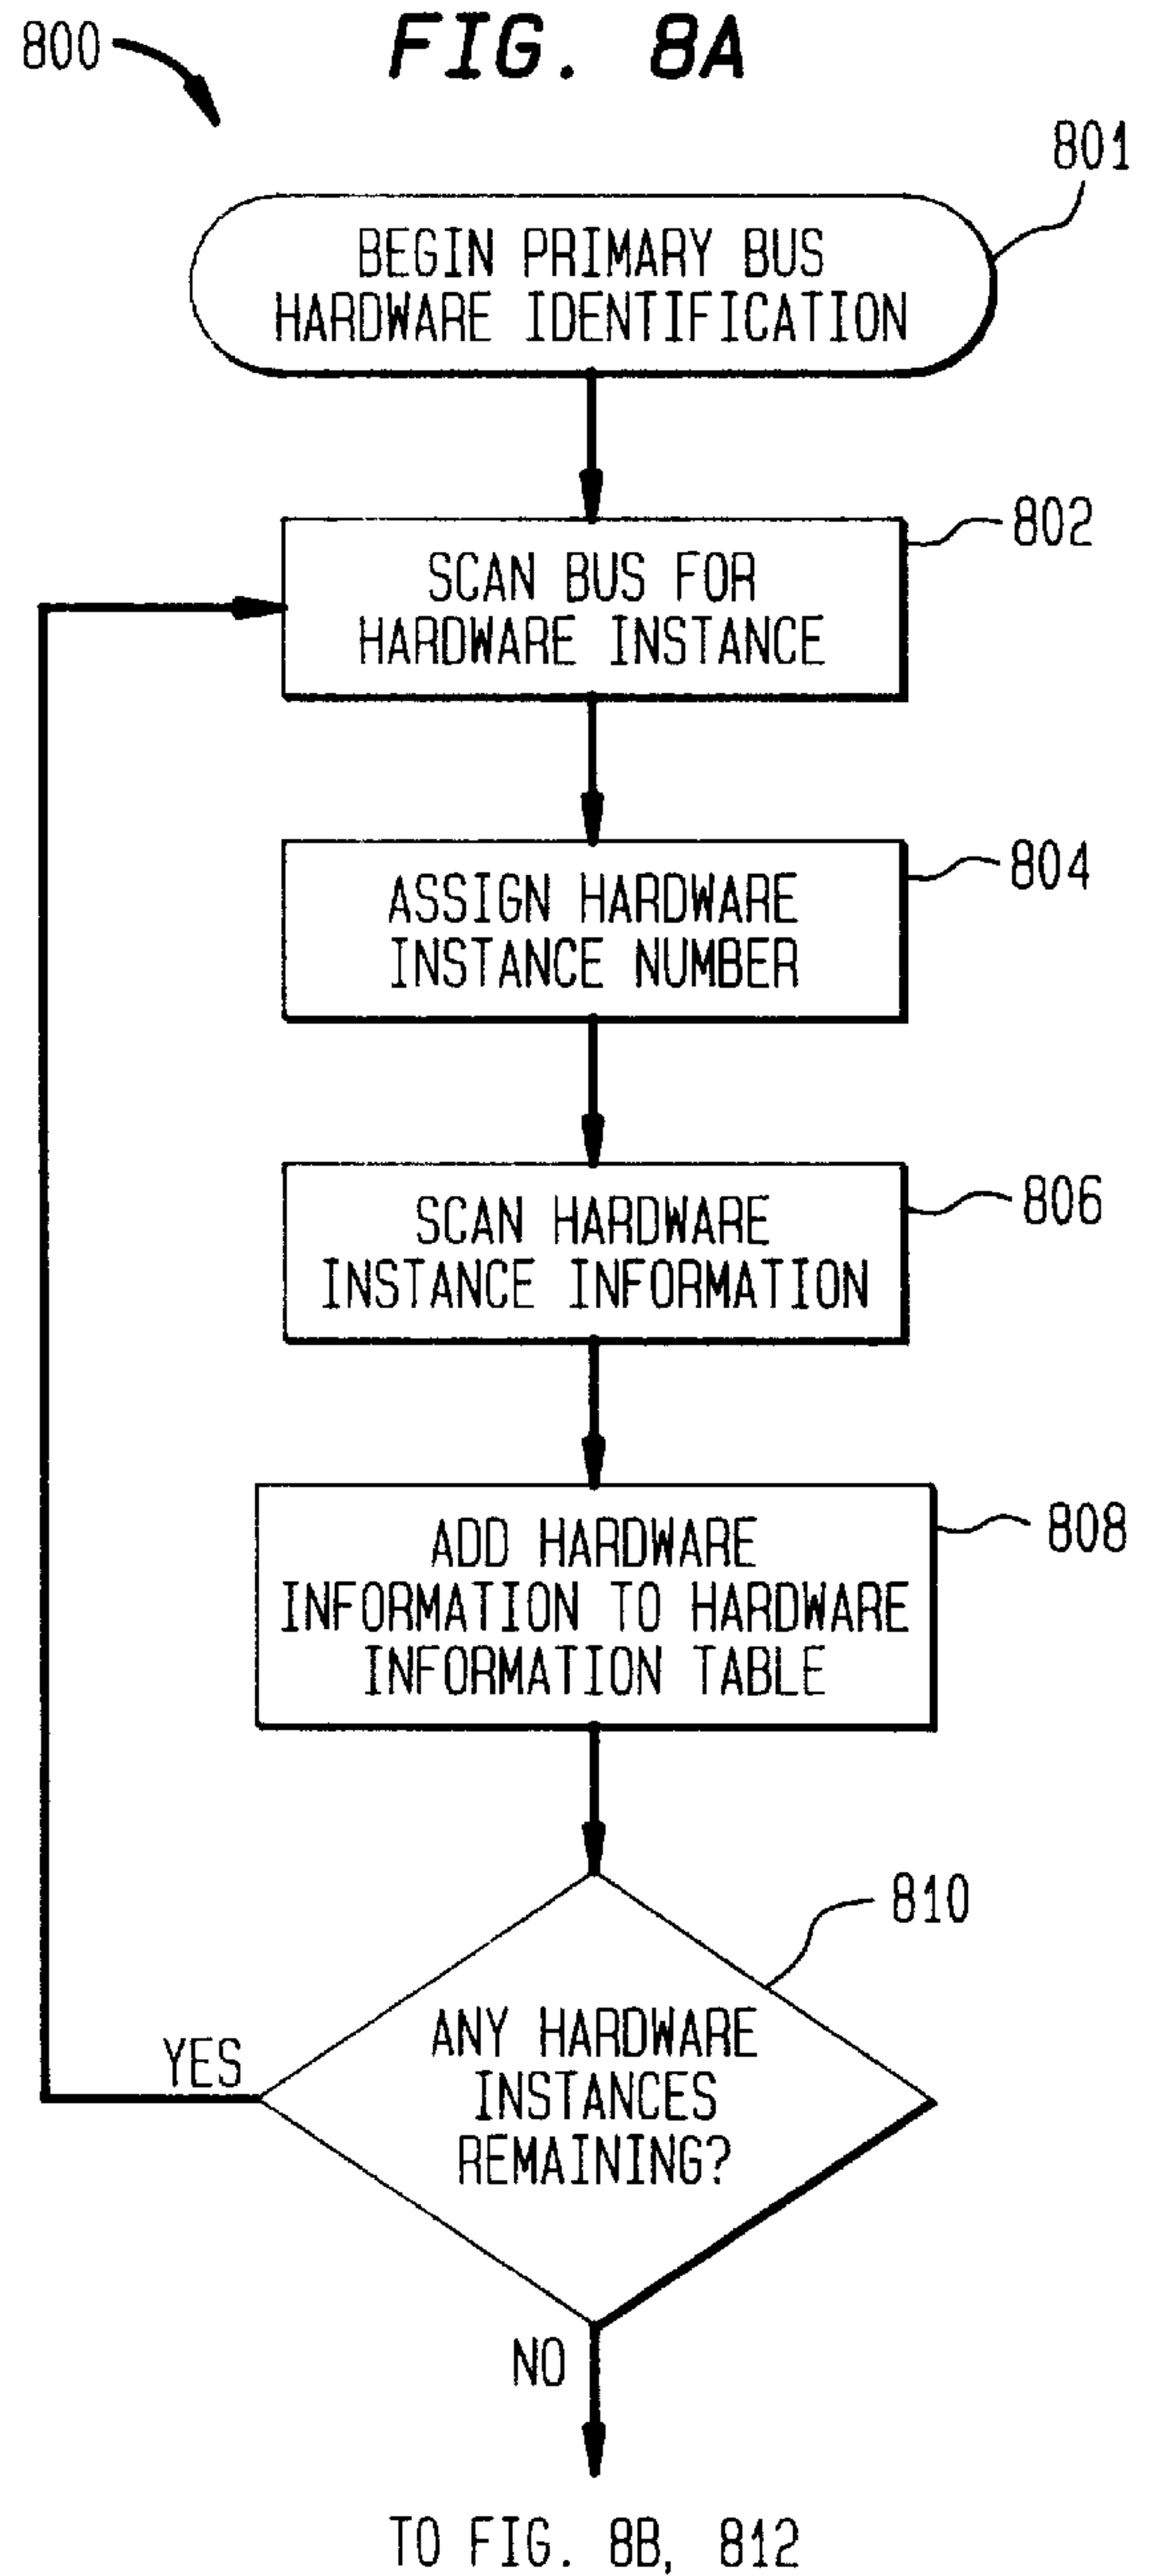 800
FIG. 8A
801
BEGIN PRIMARY BUS
HARDWARE IDENTIFICATION
802
SCAN BUS FOR
HARDWARE INSTANCE
804
ASSIGN HARDWARE
INSTANCE NUMBER
806
SCAN HARDWARE
INSTANCE INFORMATION
808
ADD HARDWARE
INFORMATION TO HARDWARE
INFORMATION TABLE
810
ANY HARDWARE
INSTANCES
REMAINING?
YES
NO
TO FIG. 8B, 812